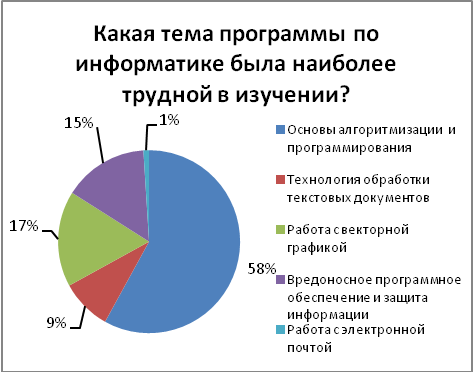 Какая тема программы по
информатике была наиболее
трудной в изучении?
1%
15%
17%
9%
58%
Основы алгоритмизации и
программирования
Технология обработки
текстовых документов
Работа с векторной
графикой
Вредоносное программное
обеспечение и защита
информации
Работа с электронной
почтой